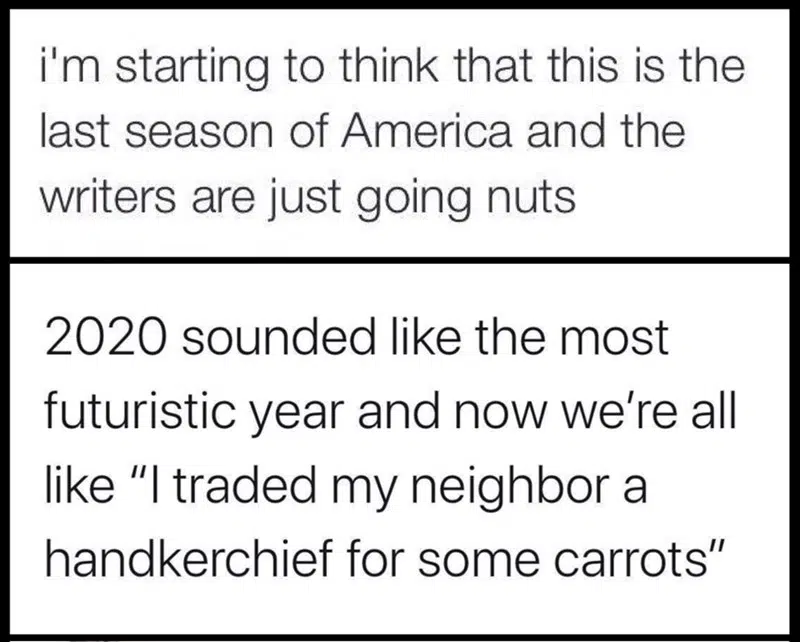 i'm starting to think that this is the
last season of America and the
writers are just going nuts
2020 sounded like the most
futuristic year and now we're all
like "I traded my neighbor a
handkerchief for some carrots"